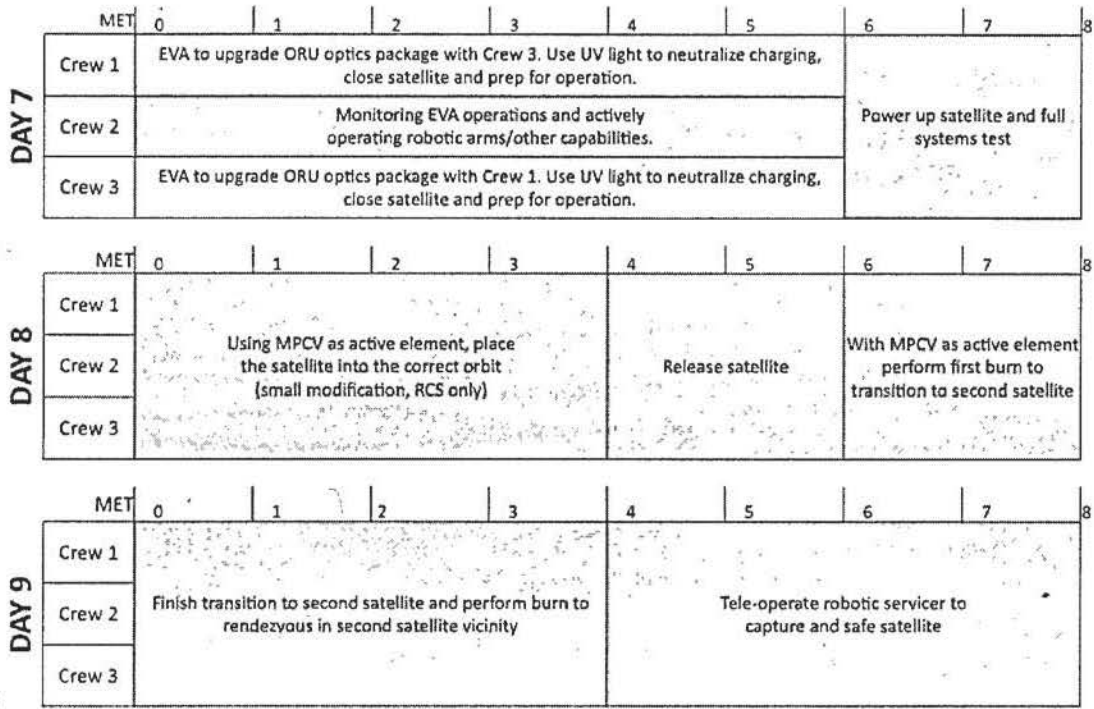 MET 0 1 2 3 4 5 6 7 8
DAY 7
Crew 1
EVA to upgrade ORU optics package with Crew 3. Use UV light to neutralize charging,
close satellite and prep for operation.
Crew 2
Monitoring EVA operations and actively
operating robotic arms/other capabilities.
Crew 3
EVA to upgrade ORU optics package with Crew 1. Use UV light to neutralize charging,
close satellite and prep for operation.
Power up satellite and full
systems test
MET 0 1 2 3 4 5 6 7 8
DAY 8
Crew 1
Crew 2
Crew 3
Using MPCV as active element, place
the satellite into the correct orbit
(small modification, RCS only)
Release satellite
With MPCV as active element
perform first burn to
transition to second satellite
MET 0 1 2 3 4 5 6 7 8
DAY 9
Crew 1
Crew 2
Crew 3
Finish transition to second satellite and perform burn to
rendezvous in second satellite vicinity
Tele-operate robotic servicer to
capture and safe satellite